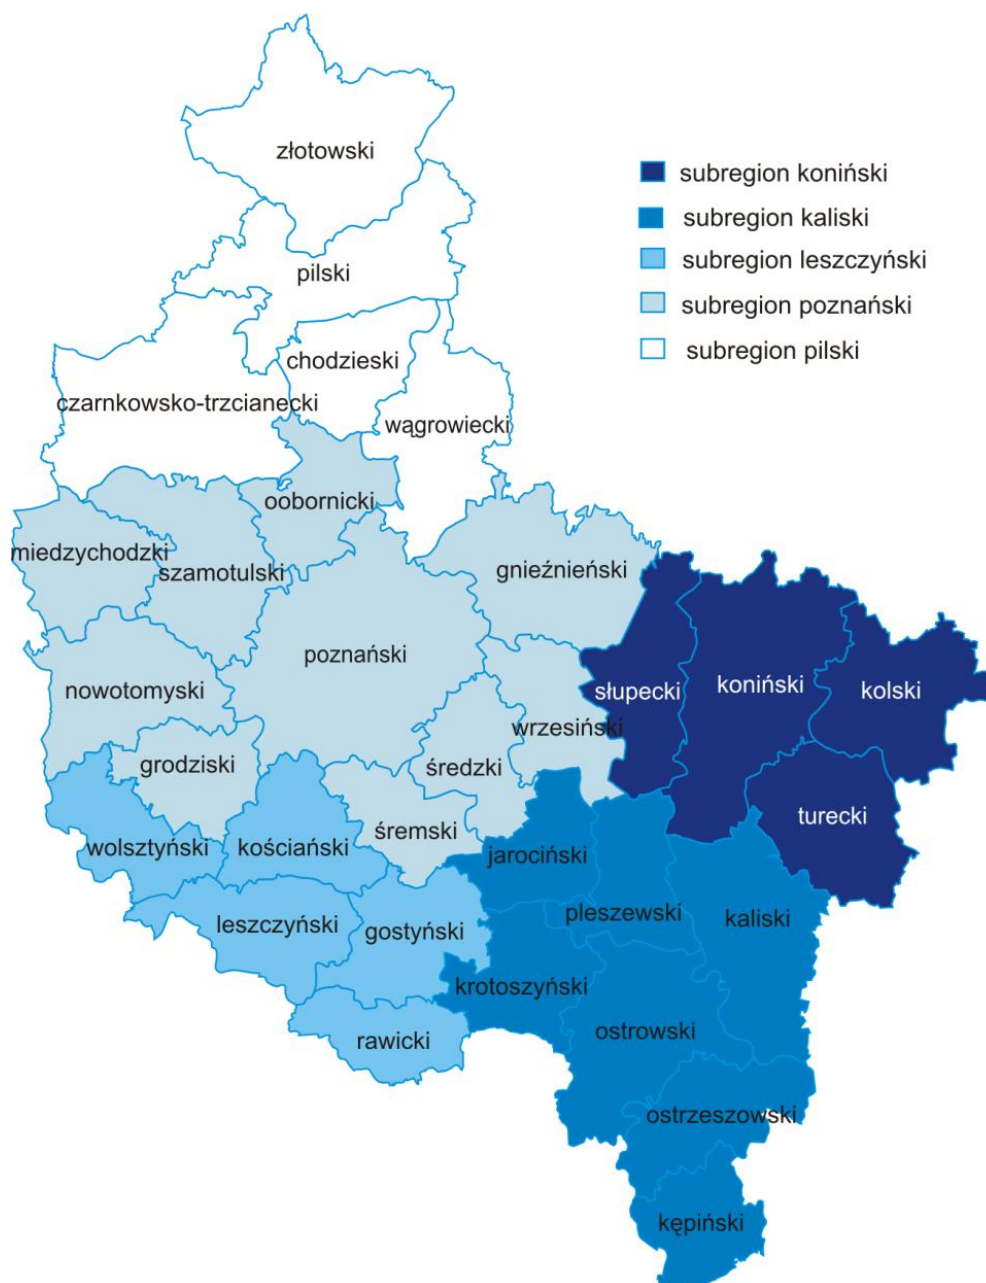 złotowski
subregion koniński
subregion kaliski
subregion leszczyński
subregion poznański
subregion pilski
pilski
chodzieski
czarnkowsko-trzcianecki
wągrowiecki
oobornicki
miedzychodzki
szamotulski
gnieźnieński
poznański
nowotomyski
słupecki
koniński
kolski
wrzesiński
grodziski
średzki
turecki
śremski
wolsztyński
kościański
jarociński
leszczyński
gostyński
pleszewski
kaliski
krotoszyński
ostrowski
rawicki
ostrzeszowski
kępiński